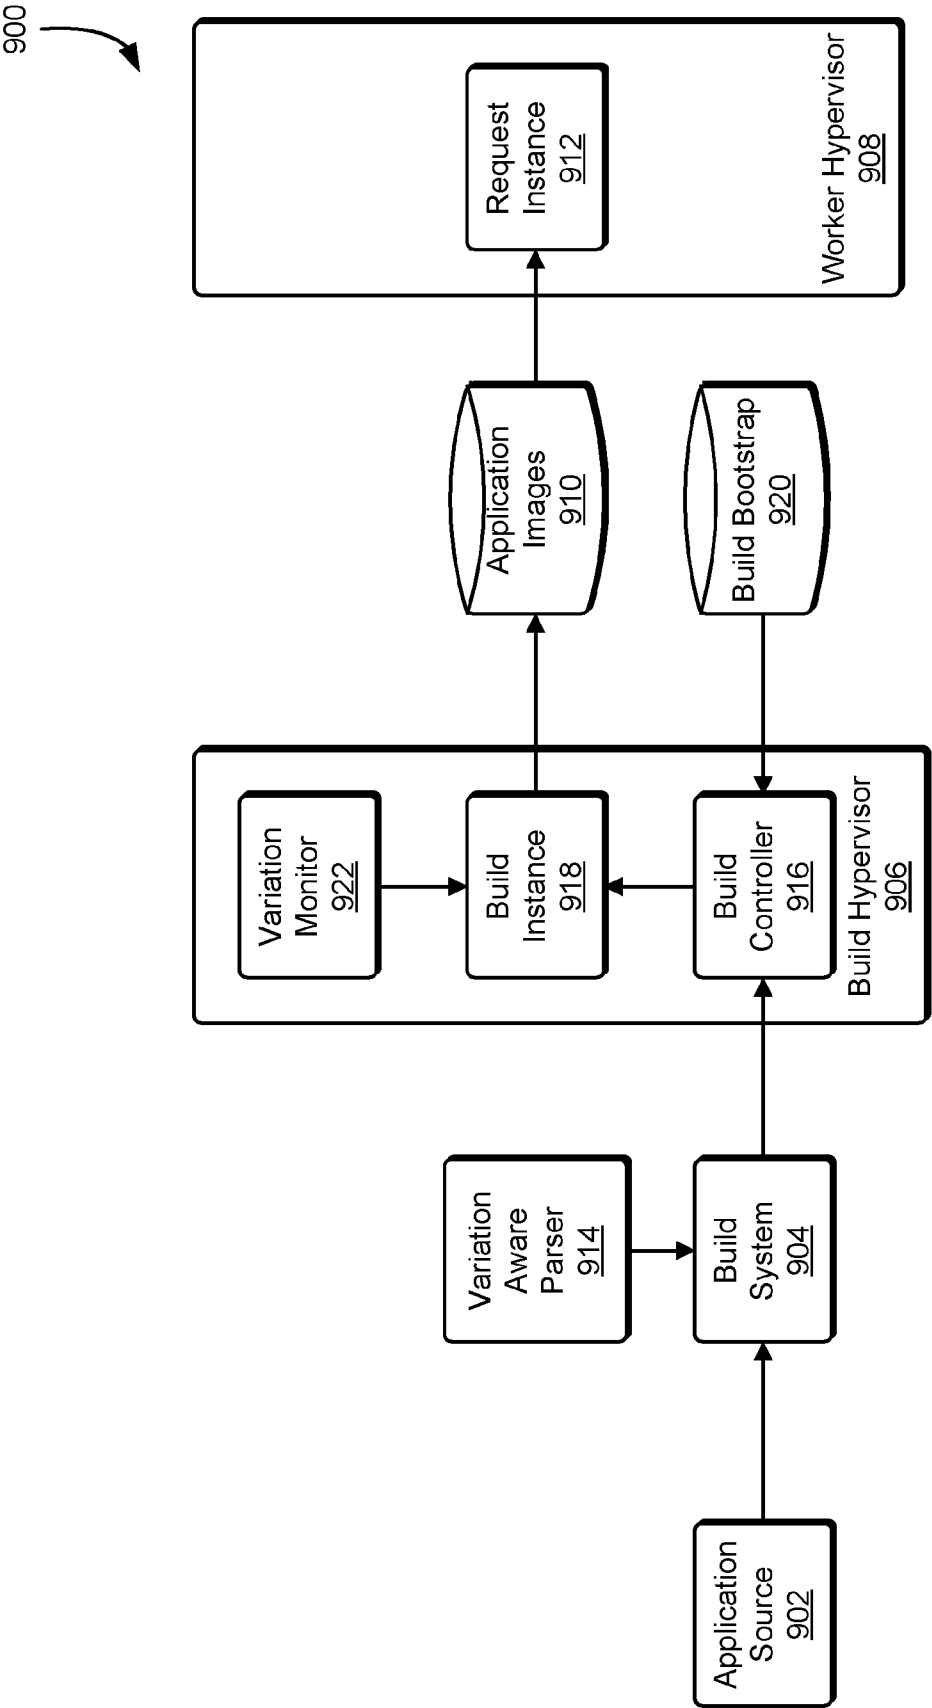 900
Application
Source
902
Variation
Aware
Parser
914
Build
System
904
Variation
Monitor
922
Build
Instance
918
Build
Controller
916
Build Hypervisor
906
Application
Images
910
Build Bootstrap
920
Request
Instance
912
Worker Hypervisor
908